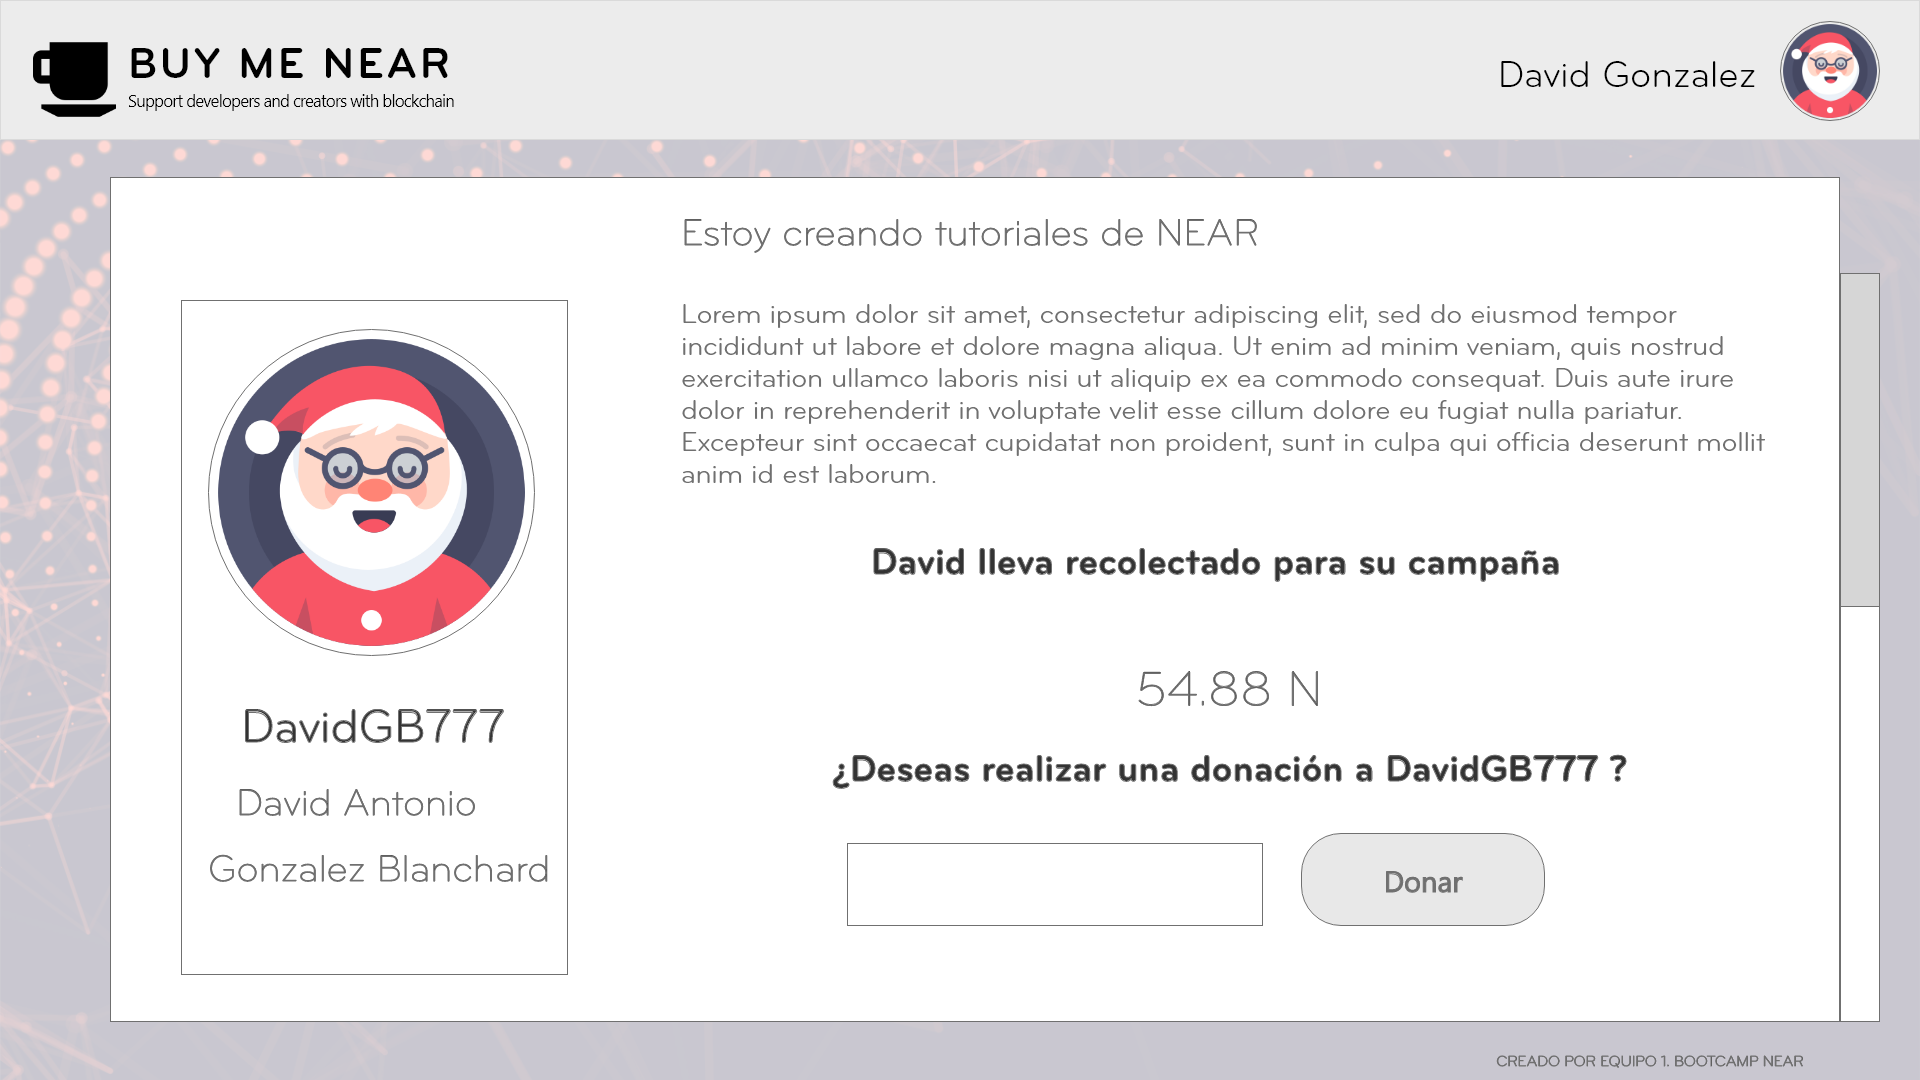 BUY ME NEAR
Support developers and creators with blockchain
David Gonzalez
Estoy creando tutoriales de NEAR
Lorem ipsum dolor sit amet, consectetur adipiscing elit, sed do eiusmod tempor
incididunt ut labore et dolore magna aliqua. Ut enim ad minim veniam, quis nostrud
exercitation ullamco laboris nisi ut aliquip ex ea commodo consequat. Duis aute irure
dolor in reprehenderit in voluptate velit esse cillum dolore eu fugiat nulla pariatur.
Excepteur sint occaecat cupidatat non proident, sunt in culpa qui officia deserunt mollit
anim id est laborum.
David lleva recolectado para su campaña
54.88 N
¿Deseas realizar una donación a DavidGB777 ?
Donar
DavidGB777
David Antonio
Gonzalez Blanchard
CREADO POR EQUIPO 1. BOOTCAMP NEAR